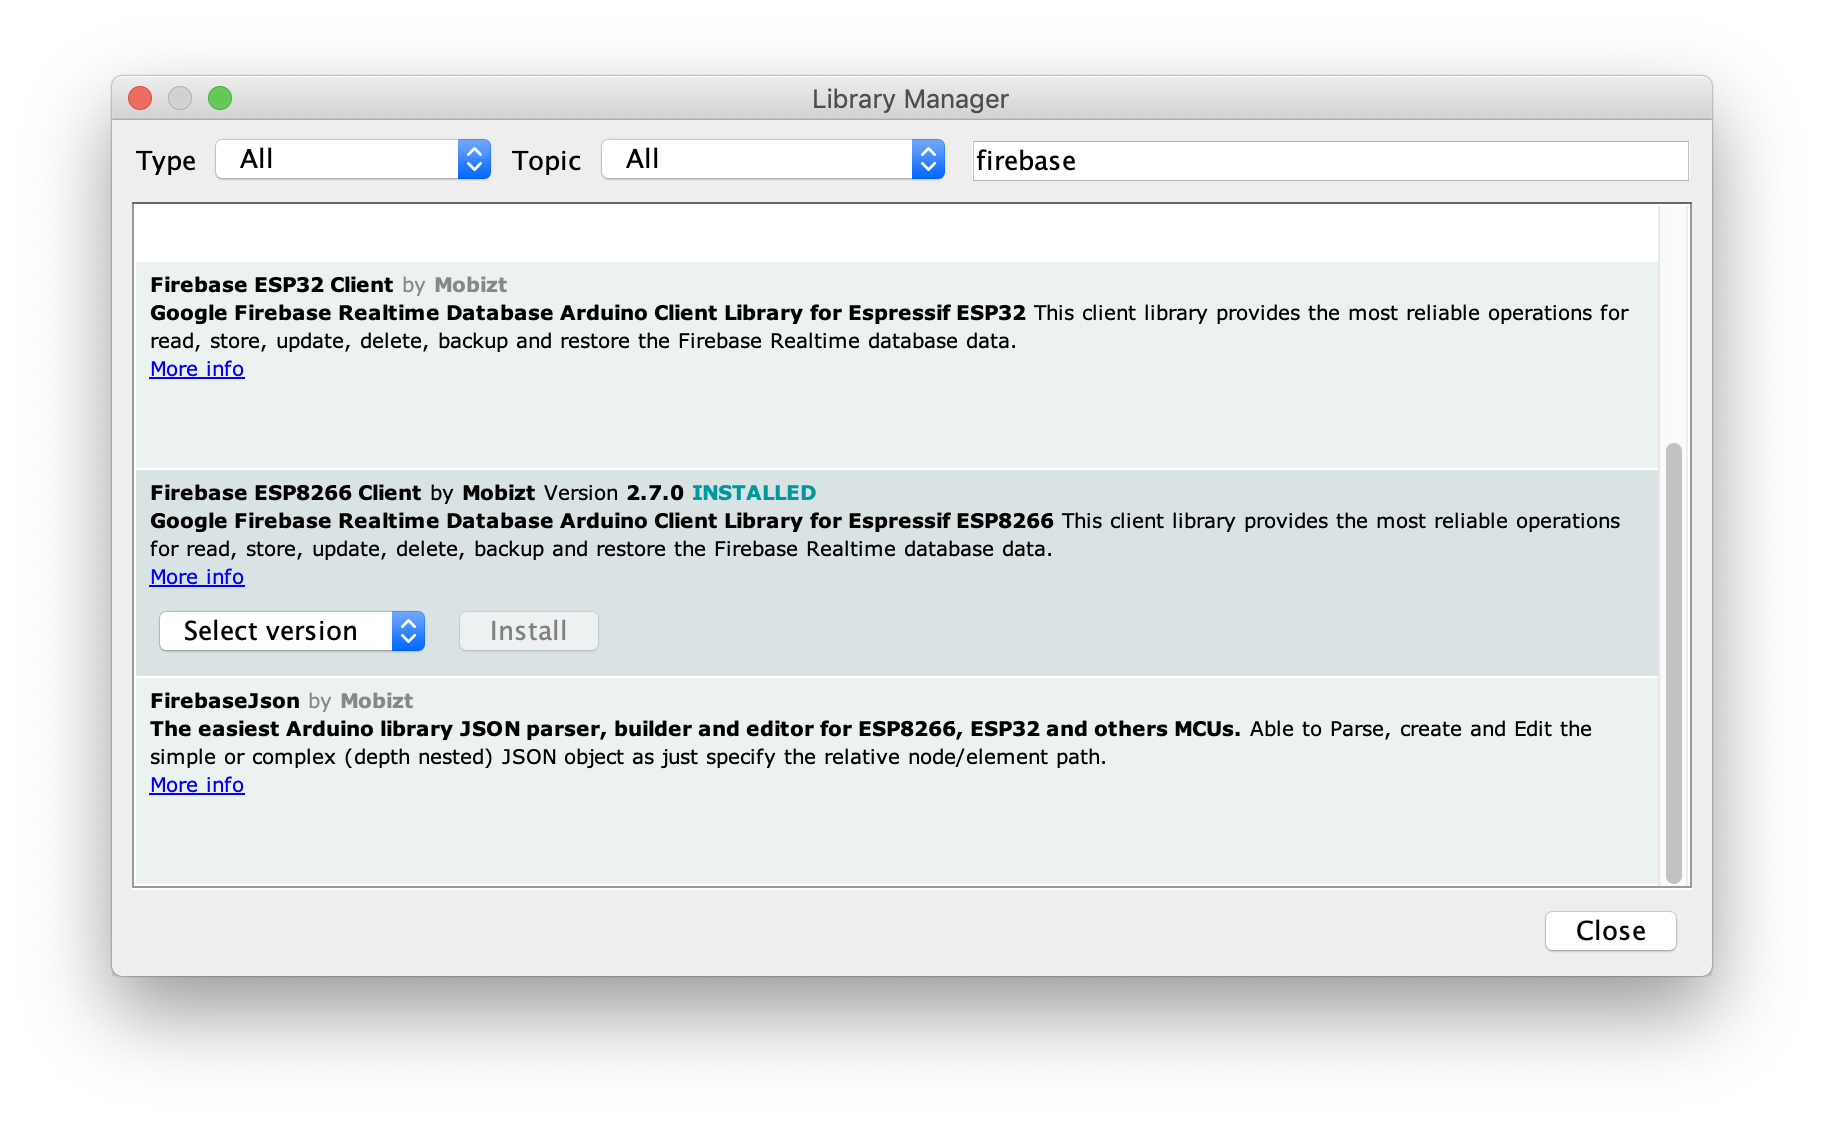 Library Manager
Type All Topic All firebase
Firebase ESP32 Client by Mobizt
Google Firebase Realtime Database Arduino Client Library for Espressif ESP32 This client library provides the most reliable operations for
read, store, update, delete, backup and restore the Firebase Realtime database data.
More info
Firebase ESP8266 Client by Mobizt Version 2.7.0 INSTALLED
Google Firebase Realtime Database Arduino Client Library for Espressif ESP8266 This client library provides the most reliable operations
for read, store, update, delete, backup and restore the Firebase Realtime database data.
More info
Select version Install
FirebaseJson by Mobizt
The easiest Arduino library JSON parser, builder and editor for ESP8266, ESP32 and others MCUs. Able to Parse, create and Edit the
simple or complex (depth nested) JSON object as just specify the relative node/element path.
More info
Close